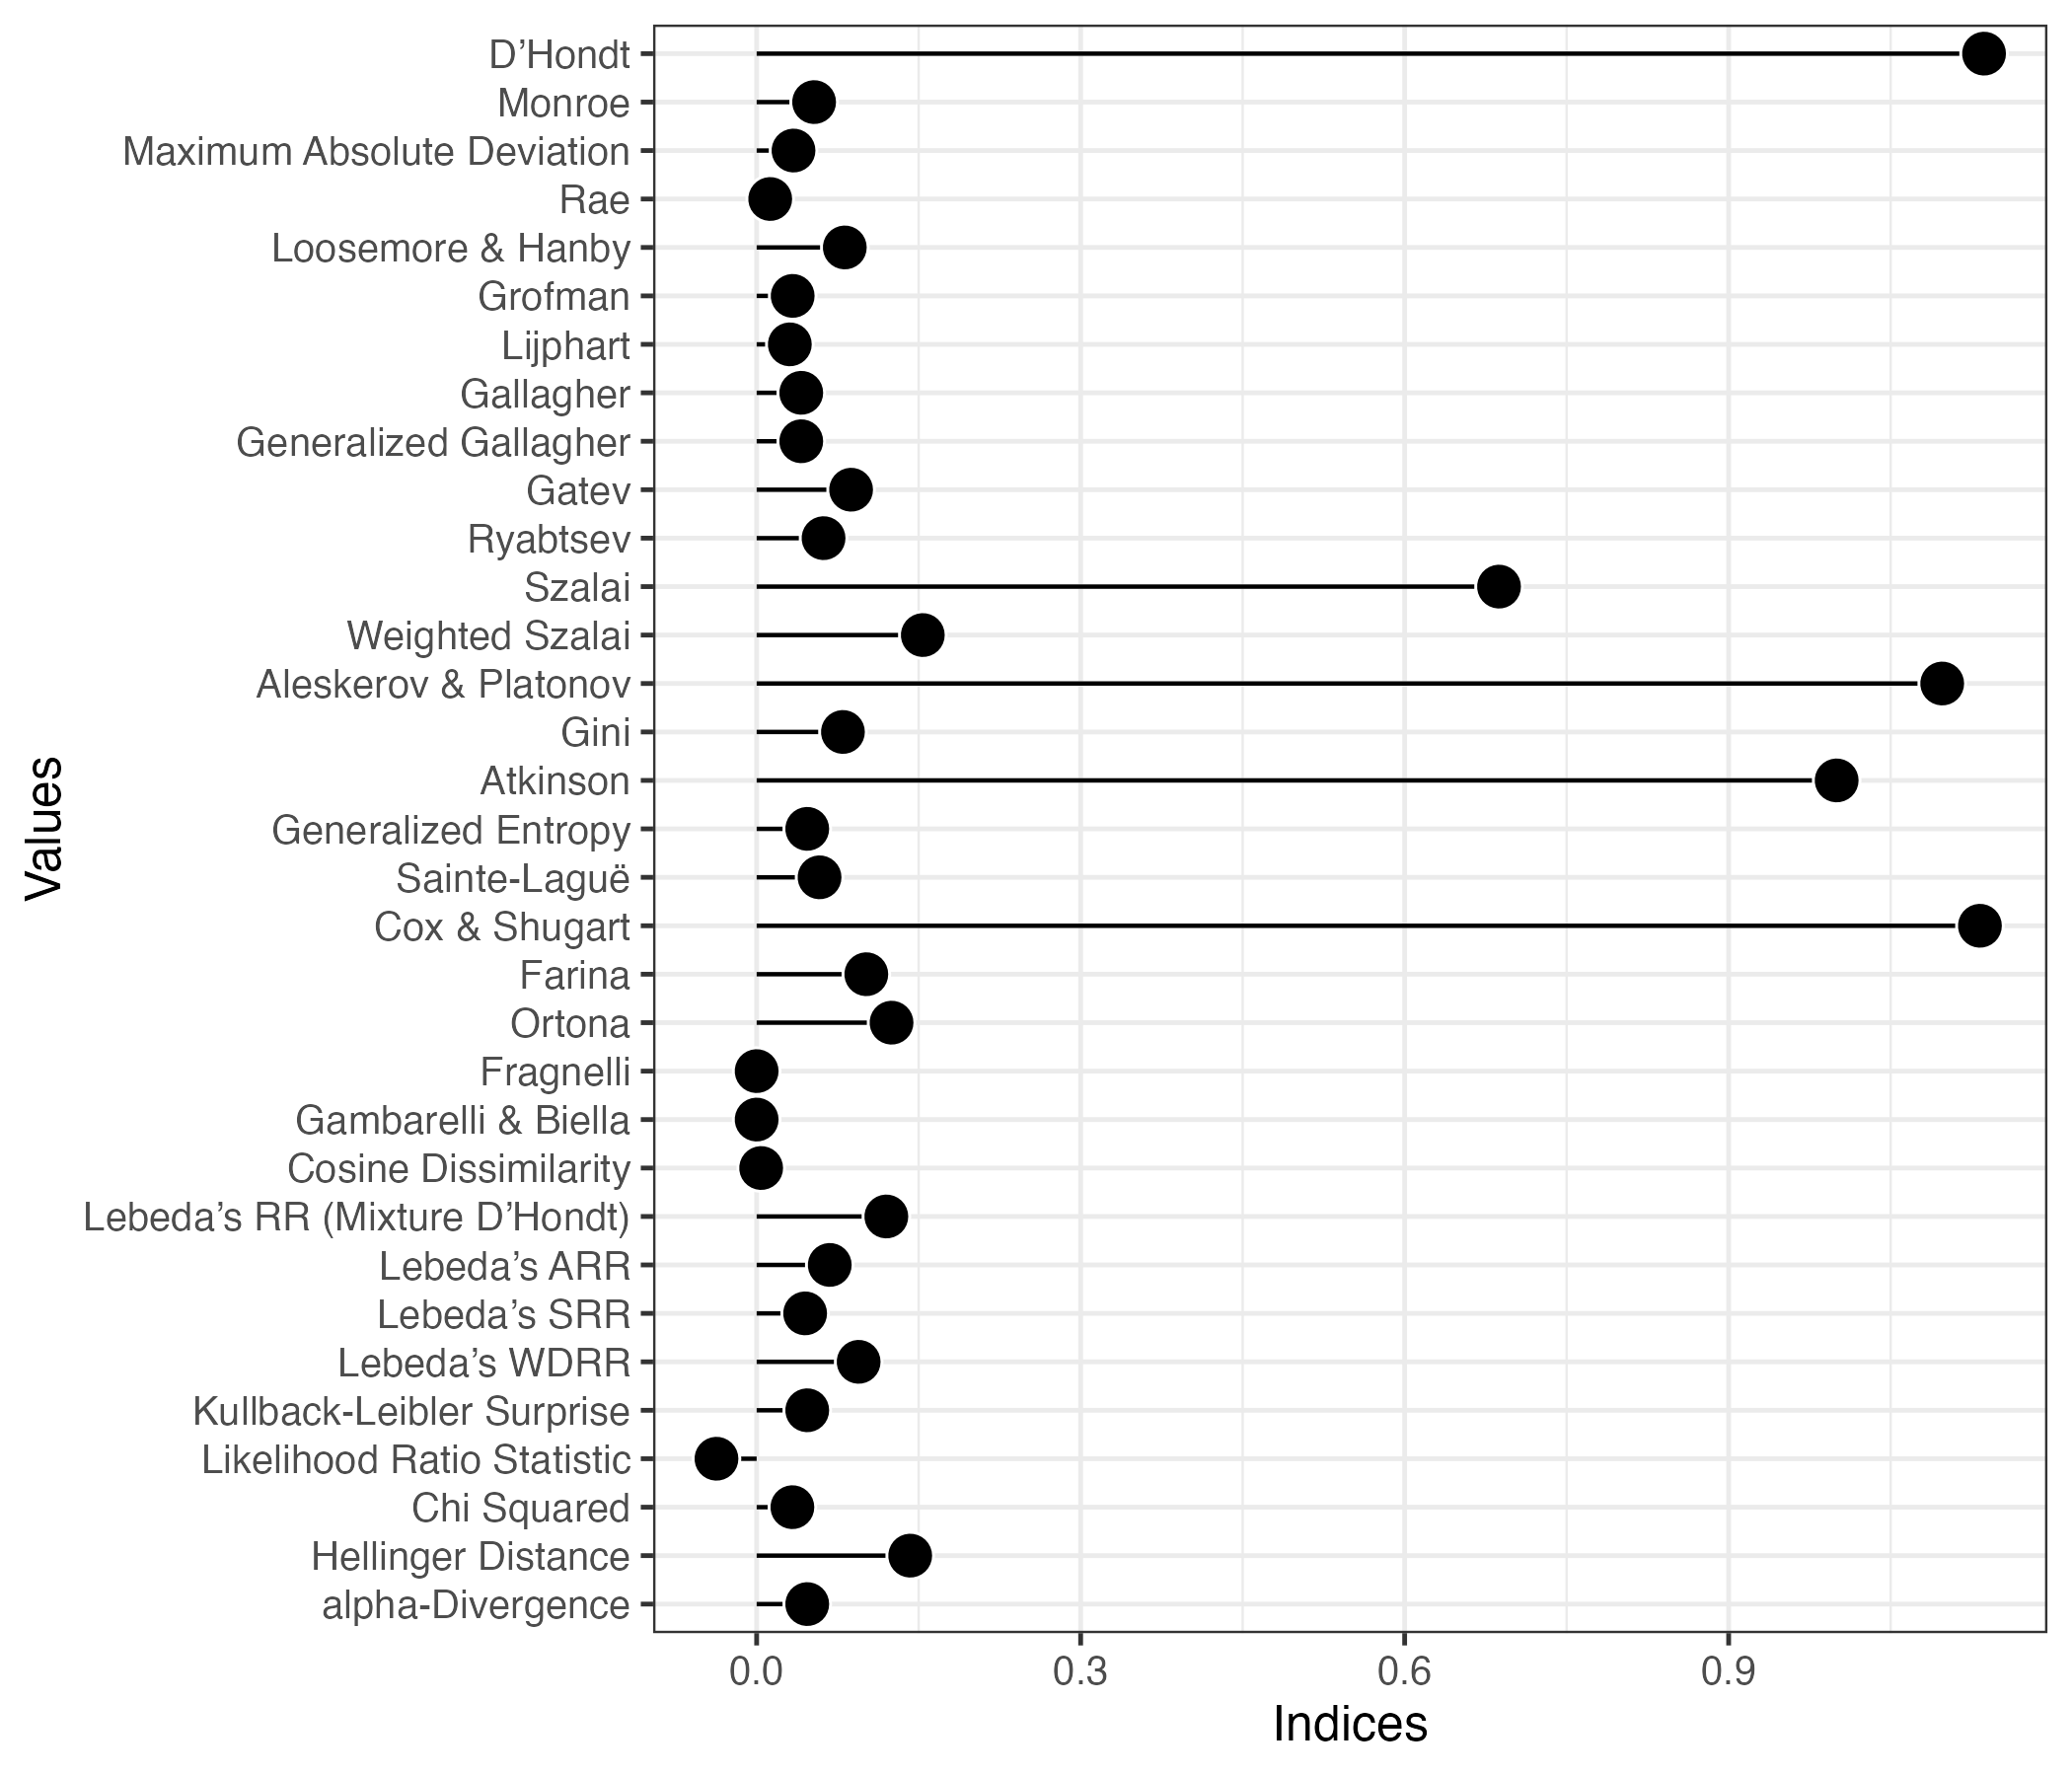 D’Hondt
Monroe
Maximum Absolute Deviation
Rae
Loosemore & Hanby
Grofman
Lijphart
Gallagher
Generalized Gallagher
Gatev
Ryabtsev
Szalai
Weighted Szalai
Aleskerov & Platonov
Gini
Atkinson
Generalized Entropy
Sainte-Laguë
Cox & Shugart
Farina
Ortona
Fragnelli
Gambarelli & Biella
Cosine Dissimilarity
Lebeda’s RR (Mixture D’Hondt)
Lebeda’s ARR
Lebeda’s SRR
Lebeda’s WDRR
Kullback-Leibler Surprise
Likelihood Ratio Statistic
Chi Squared
Hellinger Distance
alpha-Divergence
Values
0.0 0.3 0.6 0.9
Indices